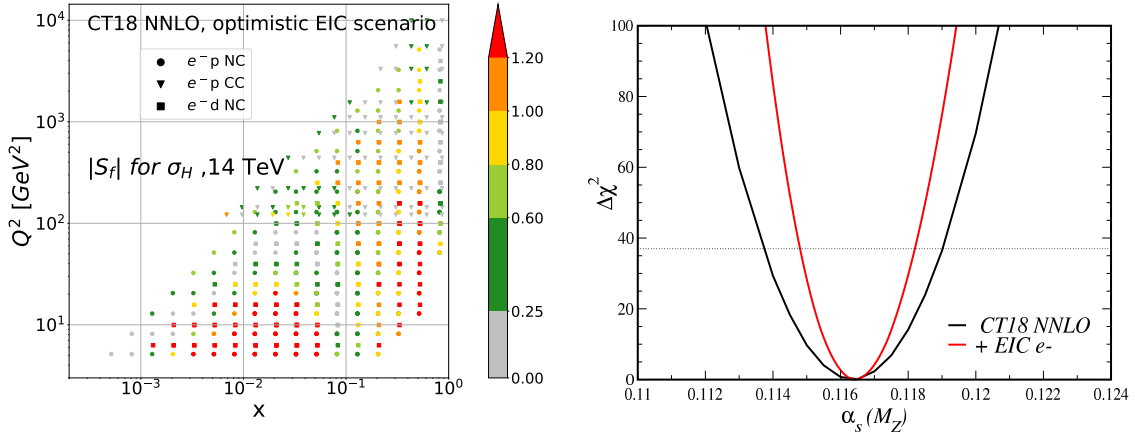 CT18 NNLO, optimistic EIC scenario
e⁻p NC
e⁻p CC
e⁻d NC
|S_f| for σ_H ,14 TeV
Q² [GeV²]
10⁴
10³
10²
10¹
10⁻³
10⁻²
10⁻¹
10⁰
x
1.20
1.00
0.80
0.60
0.25
0.00
Δχ²
100
80
60
40
20
0
CT18 NNLO
+ EIC e-
0.11
0.112
0.114
0.116
0.118
0.12
0.122
0.124
α_s (M_Z)